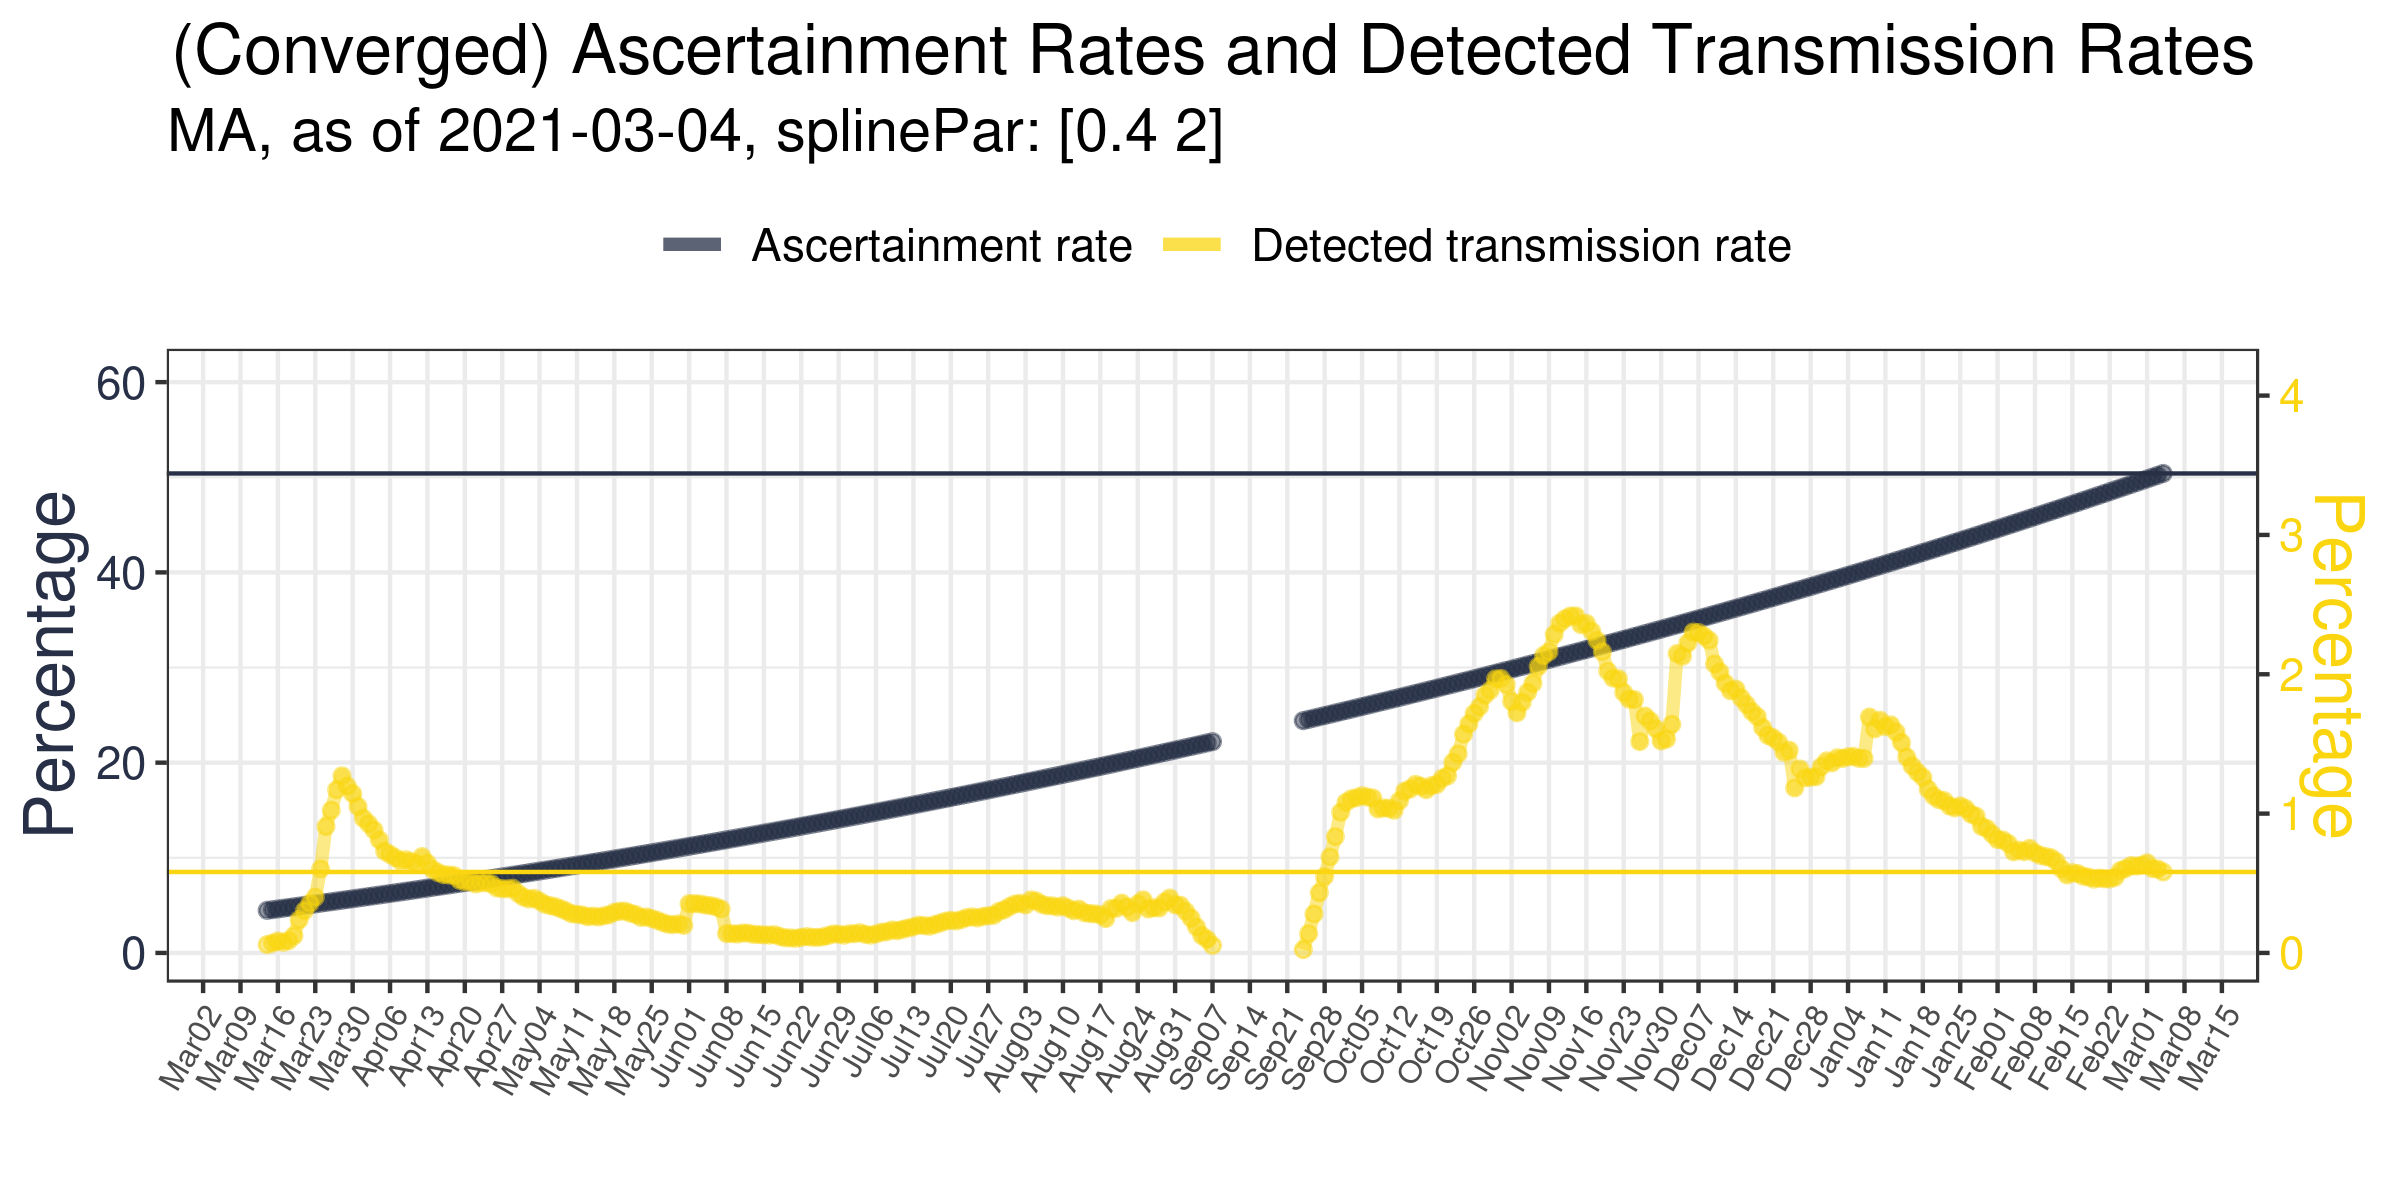 (Converged) Ascertainment Rates and Detected Transmission Rates
MA, as of 2021-03-04, splinePar: [0.4 2]
Ascertainment rate Detected transmission rate
Percentage
60
40
20
0
4
3
2
1
0
Percentage
Mar02 Mar09 Mar16 Mar23 Mar30 Apr06 Apr13 Apr20 Apr27 May04 May11 May18 May25 Jun01 Jun08 Jun15 Jun22 Jun29 Jul06 Jul13 Jul20 Jul27 Aug03 Aug10 Aug17 Aug24 Aug31 Sep07 Sep14 Sep21 Sep28 Oct05 Oct12 Oct19 Oct26 Nov02 Nov09 Nov16 Nov23 Nov30 Dec07 Dec14 Dec21 Dec28 Jan04 Jan11 Jan18 Jan25 Feb01 Feb08 Feb15 Feb22 Mar01 Mar08 Mar15